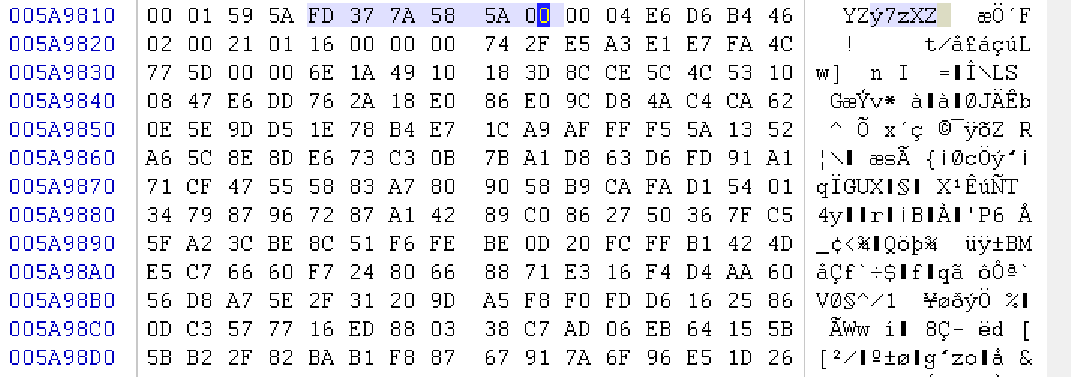 005A9810 00 01 59 5A FD 37 7A 58 5A 00 00 04 E6 D6 B4 46 YZý7zXZ æÖ´F
005A9820 02 00 21 01 16 00 00 00 74 2F E5 A3 E1 E7 FA 4C ! t/å£áçúL
005A9830 77 5D 00 00 6E 1A 49 10 18 3D 8C CE 5C 4C 53 10 w] n I =Î\LS
005A9840 08 47 E6 DD 76 2A 18 E0 86 E0 9C D8 4A C4 CA 62 GæÝv* à àØJÄÊb
005A9850 0E 5E 9D D5 1E 78 B4 E7 1C A9 AF FF F5 5A 13 52 ^ Õ x´ç ©¯ÿõZ R
005A9860 A6 5C 8E 8D E6 73 C3 0B 7B A1 D8 63 D6 FD 91 A1 ¦\ æsÃ {¡ØcÖý‘¡
005A9870 71 CF 47 55 58 83 A7 80 90 58 B9 CA FA D1 54 01 qÏGUX§ X¹ÊúÑT
005A9880 34 79 87 96 72 87 A1 42 89 C0 86 27 50 36 7F C5 4yr¡BÀ'P6 Å
005A9890 5F A2 3C BE 8C 51 F6 FE BE 0D 20 FC FF B1 42 4D _¢<¾Qöþ¾ üÿ±BM
005A98A0 E5 C7 66 60 F7 24 80 66 88 71 E3 16 F4 D4 AA 60 åÇf`÷$fqã ôÔª`
005A98B0 56 D8 A7 5E 2F 31 20 9D A5 F8 F0 FD D6 16 25 86 VØ§^/1 ¥øðýÖ %
005A98C0 0D C3 57 77 16 ED 88 03 38 C7 AD 06 EB 64 15 5B ÃWw í 8Ç- ëd [
005A98D0 5B B2 2F 82 BA B1 F8 87 67 91 7A 6F 96 E5 1D 26 [²/º±øg‘zoå &